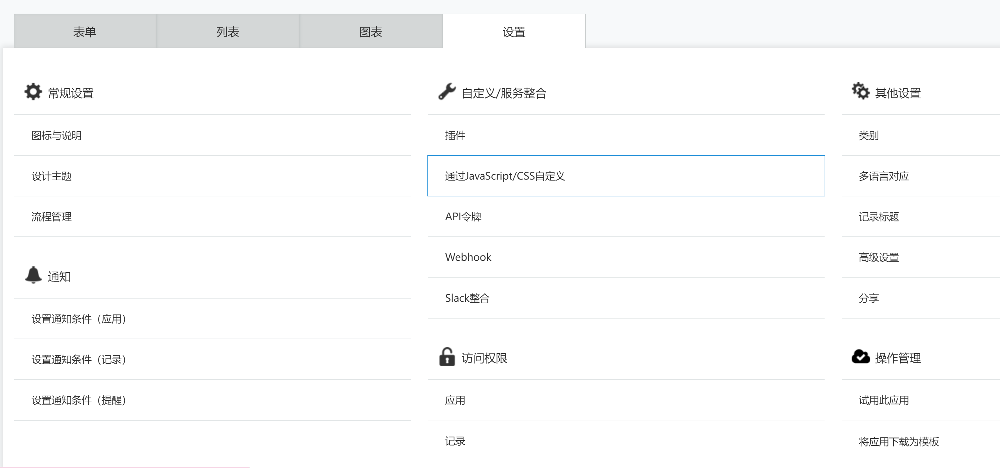 表单
列表
图表
设置
常规设置
图标与说明
设计主题
流程管理
通知
设置通知条件（应用）
设置通知条件（记录）
设置通知条件（提醒）
自定义/服务整合
插件
通过JavaScript/CSS自定义
API令牌
Webhook
Slack整合
访问权限
应用
记录
其他设置
类别
多语言对应
记录标题
高级设置
分享
操作管理
试用此应用
将应用下载为模板